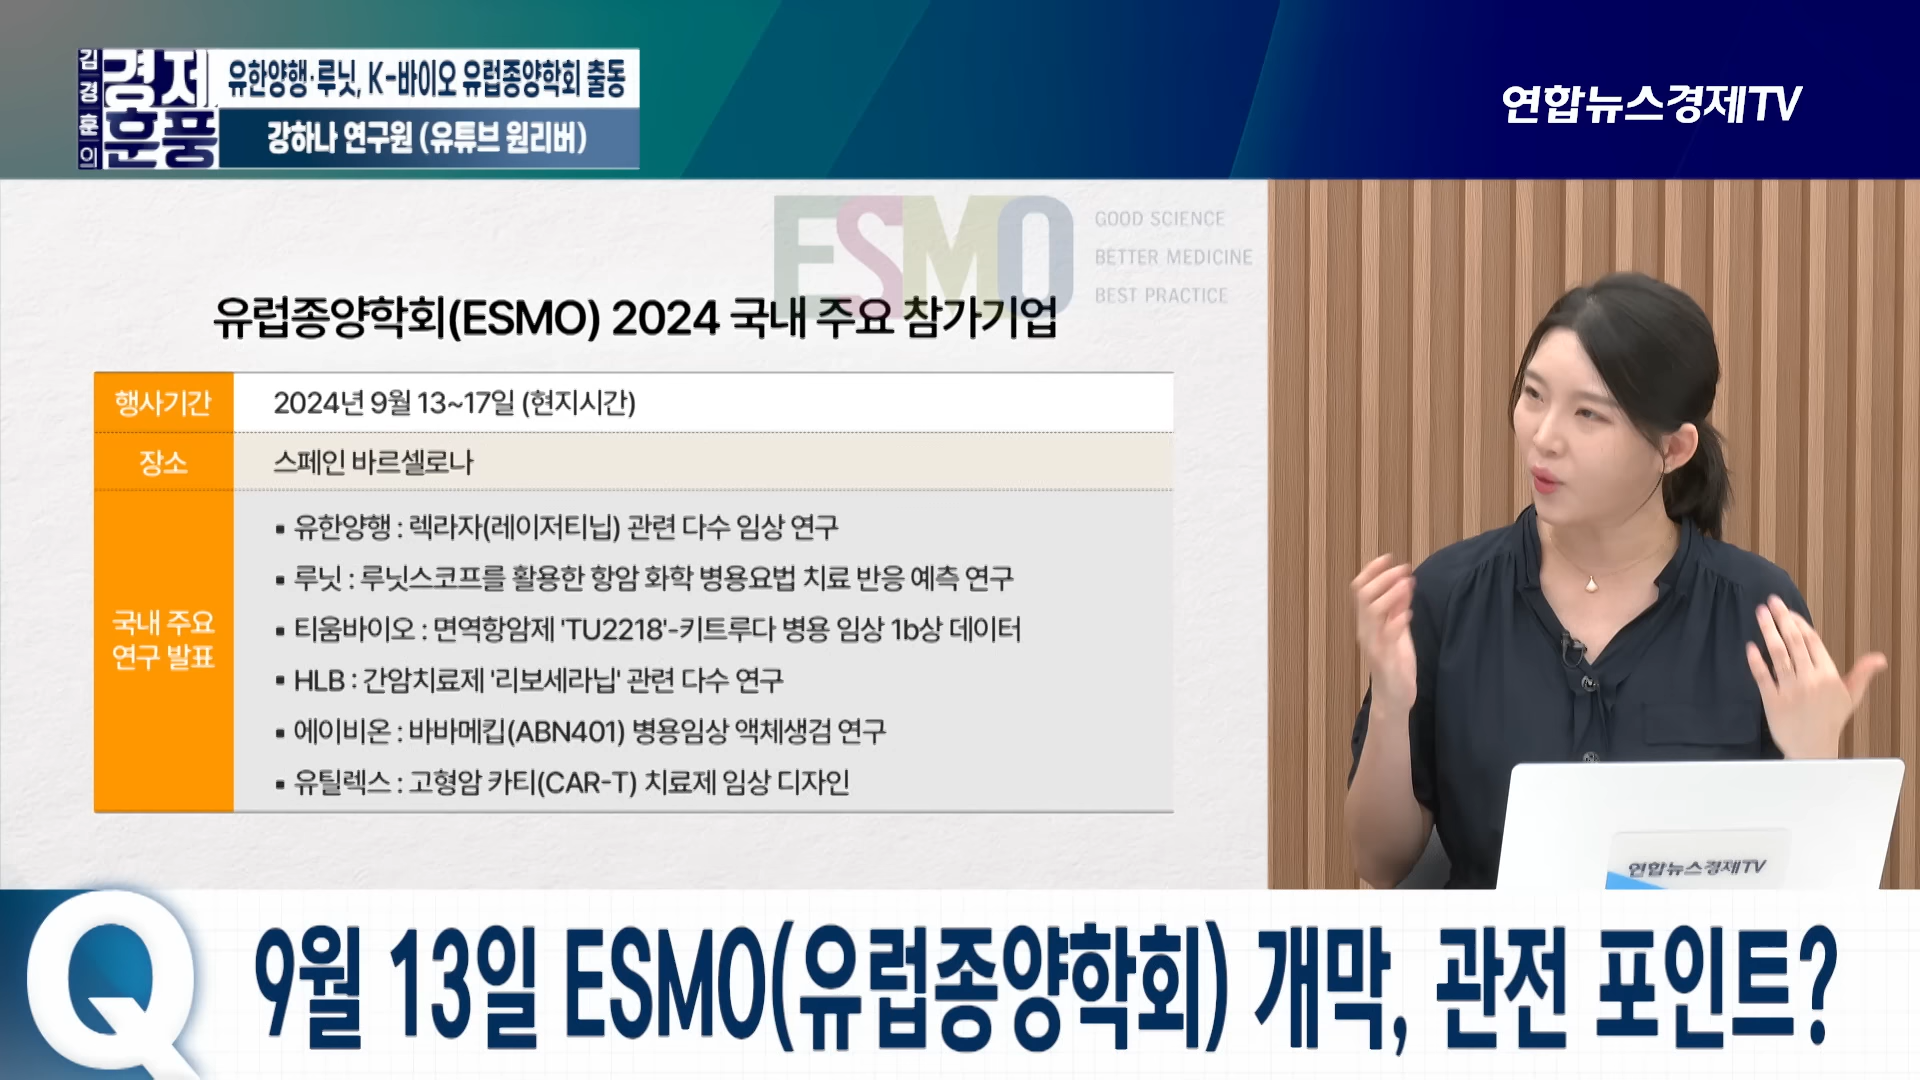 김경훈의
경제
훈풍
유한양행·루닛, K-바이오 유럽종양학회 출동
강하나 연구원 (유튜브 원리버)
연합뉴스경제TV
ESMO
GOOD SCIENCE
BETTER MEDICINE
BEST PRACTICE
유럽종양학회(ESMO) 2024 국내 주요 참가기업
행사기간 2024년 9월 13~17일 (현지시간)
장소 스페인 바르셀로나
국내 주요
연구 발표
▪ 유한양행 : 렉라자(레이저티닙) 관련 다수 임상 연구
▪ 루닛 : 루닛스코프를 활용한 항암 화학 병용요법 치료 반응 예측 연구
▪ 티움바이오 : 면역항암제 'TU2218'-키트루다 병용 임상 1b상 데이터
▪ HLB : 간암치료제 '리보세라닙' 관련 다수 연구
▪ 에이비온 : 바바메킵(ABN401) 병용임상 액체생검 연구
▪ 유틸렉스 : 고형암 카티(CAR-T) 치료제 임상 디자인
연합뉴스경제TV
Q 9월 13일 ESMO(유럽종양학회) 개막, 관전 포인트?